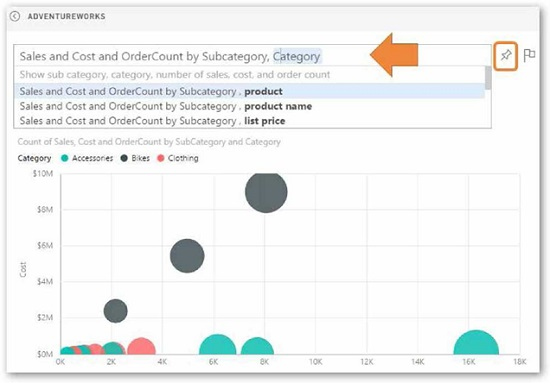 ADVENTUREWORKS
Sales and Cost and OrderCount by Subcategory, Category
Show sub category, category, number of sales, cost, and order count
Sales and Cost and OrderCount by Subcategory , product
Sales and Cost and OrderCount by Subcategory , product name
Sales and Cost and OrderCount by Subcategory , list price
Count of Sales, Cost and OrderCount by SubCategory and Category
Category Accessories Bikes Clothing
$10M
$8M
$6M
$4M
$2M
$0M
Cost
0K 2K 4K 6K 8K 10K 12K 14K 16K 18K